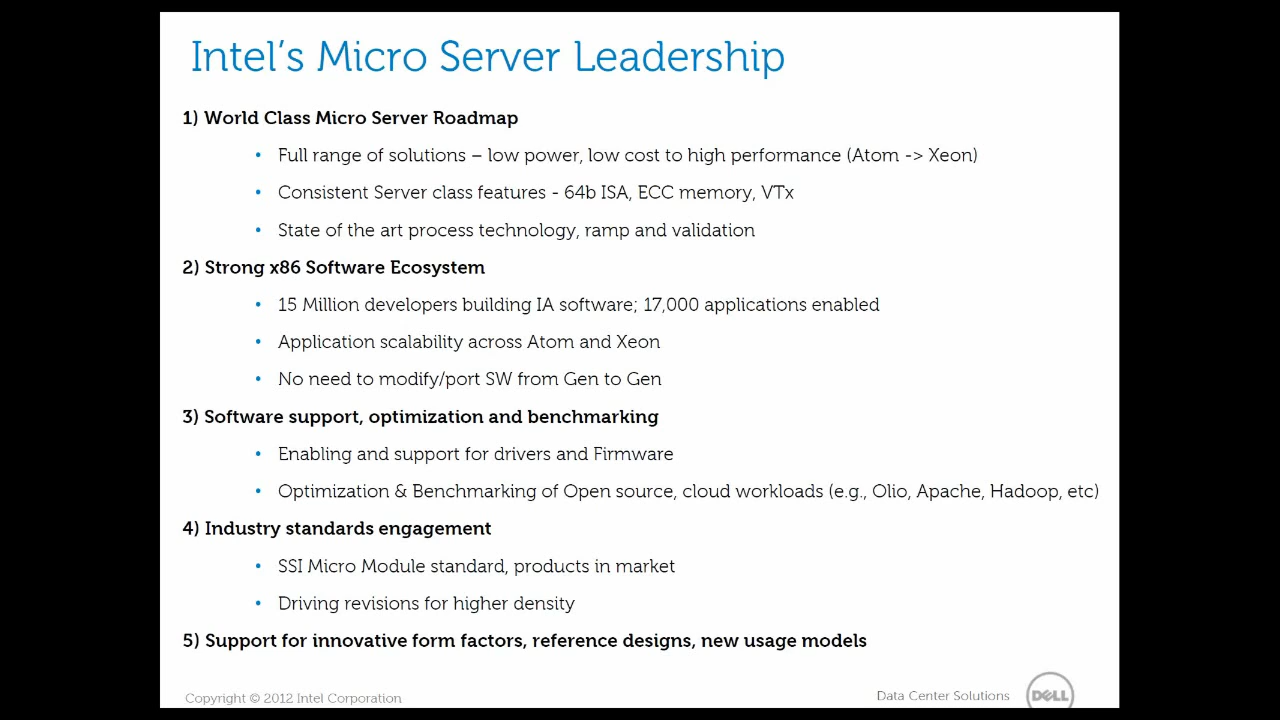 Intel's Micro Server Leadership
1) World Class Micro Server Roadmap
• Full range of solutions – low power, low cost to high performance (Atom -> Xeon)
• Consistent Server class features - 64b ISA, ECC memory, VTx
• State of the art process technology, ramp and validation
2) Strong x86 Software Ecosystem
• 15 Million developers building IA software; 17,000 applications enabled
• Application scalability across Atom and Xeon
• No need to modify/port SW from Gen to Gen
3) Software support, optimization and benchmarking
• Enabling and support for drivers and Firmware
• Optimization & Benchmarking of Open source, cloud workloads (e.g., Olio, Apache, Hadoop, etc)
4) Industry standards engagement
• SSI Micro Module standard, products in market
• Driving revisions for higher density
5) Support for innovative form factors, reference designs, new usage models
Copyright © 2012 Intel Corporation
Data Center Solutions
DELL